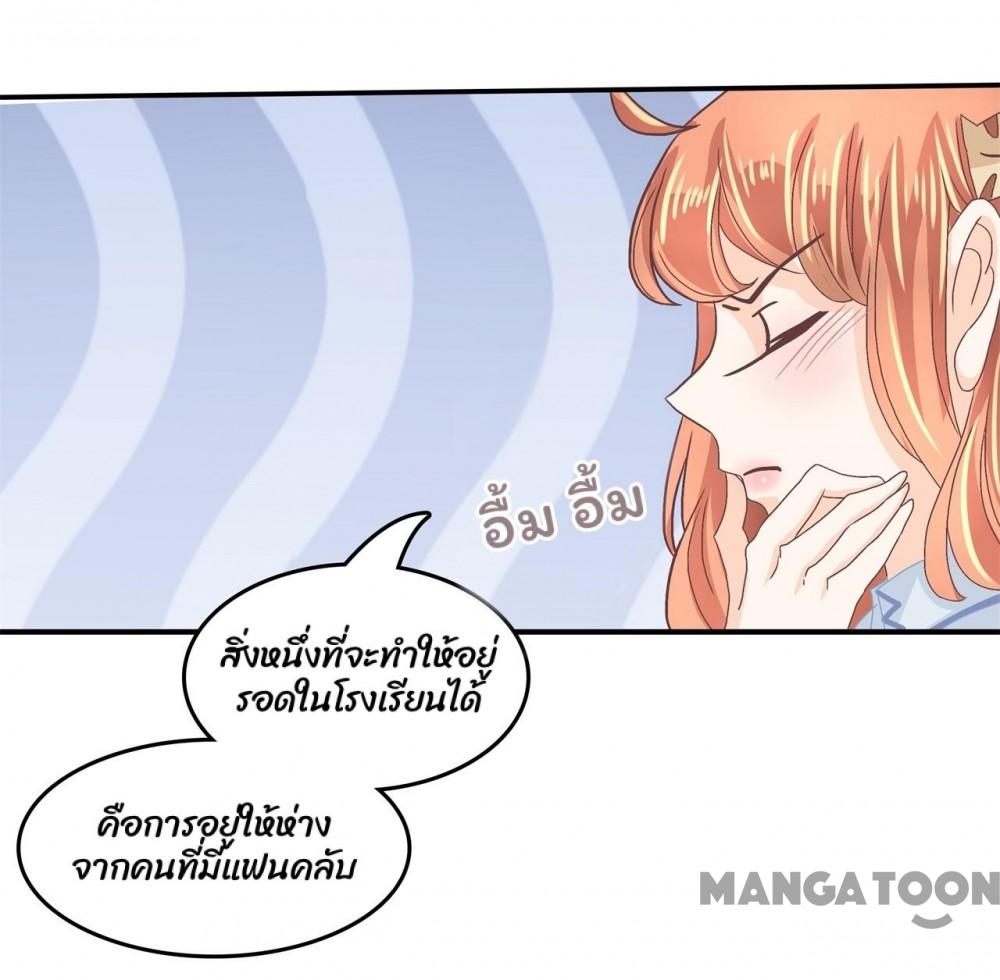 อื้ม อื้ม
สิ่งหนึ่งที่จะทำให้อยู่
รอดในโรงเรียนได้
คือการอยู่ให้ห่าง
จากคนที่มีแฟนคลับ
MANGATOON